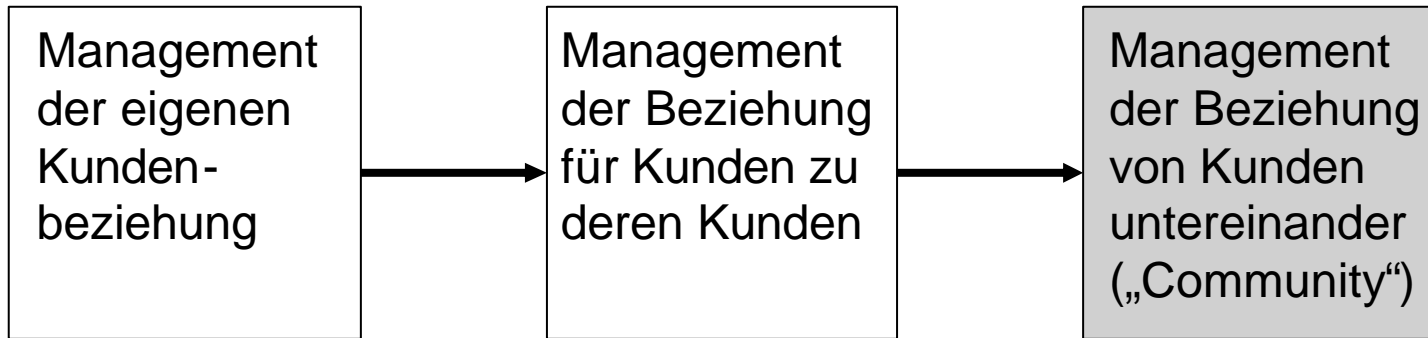 Management
der eigenen
Kunden-
beziehung
Management
der Beziehung
für Kunden zu
deren Kunden
Management
der Beziehung
von Kunden
untereinander
(„Community“)